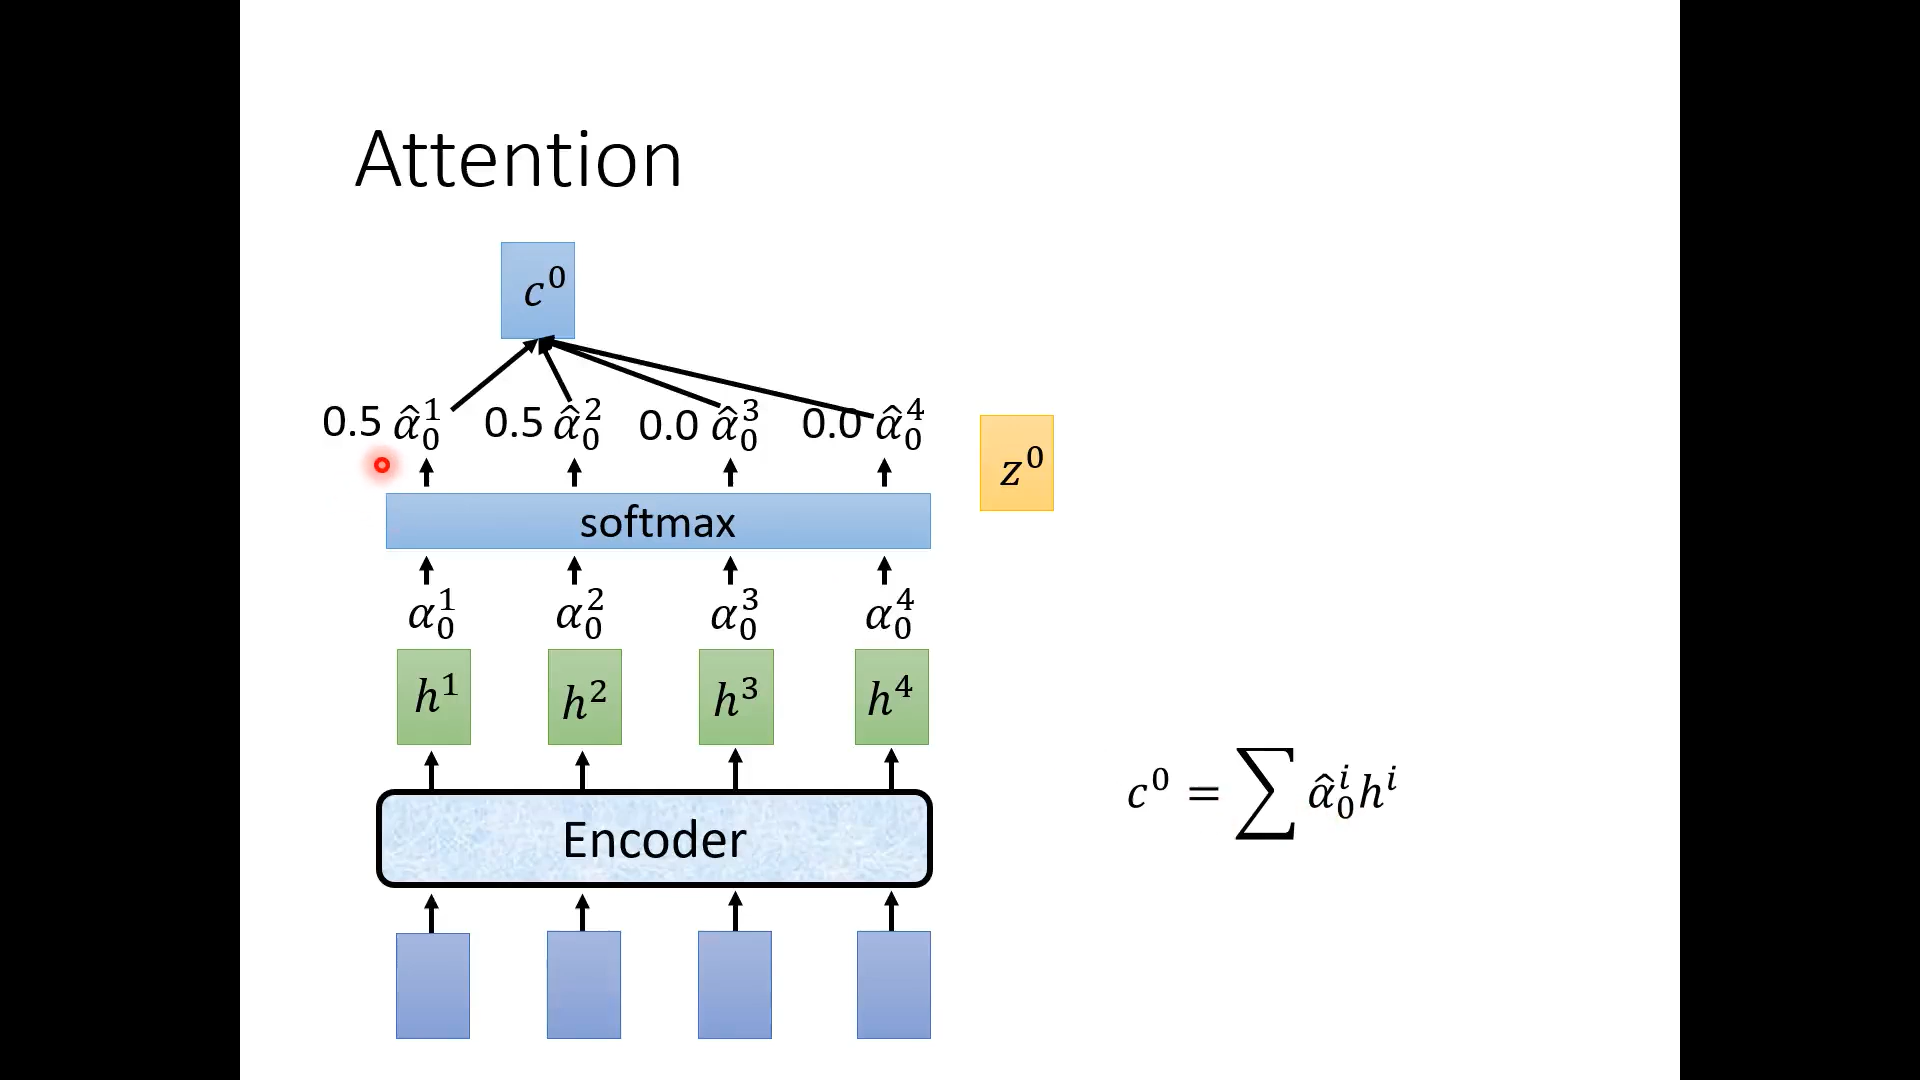 Attention
c⁰
0.5 α̂₀¹ 0.5 α̂₀² 0.0 α̂₀³ 0.0 α̂₀⁴
z⁰
softmax
α₀¹ α₀² α₀³ α₀⁴
h¹ h² h³ h⁴
c⁰ = ∑ α̂₀ⁱhⁱ
Encoder